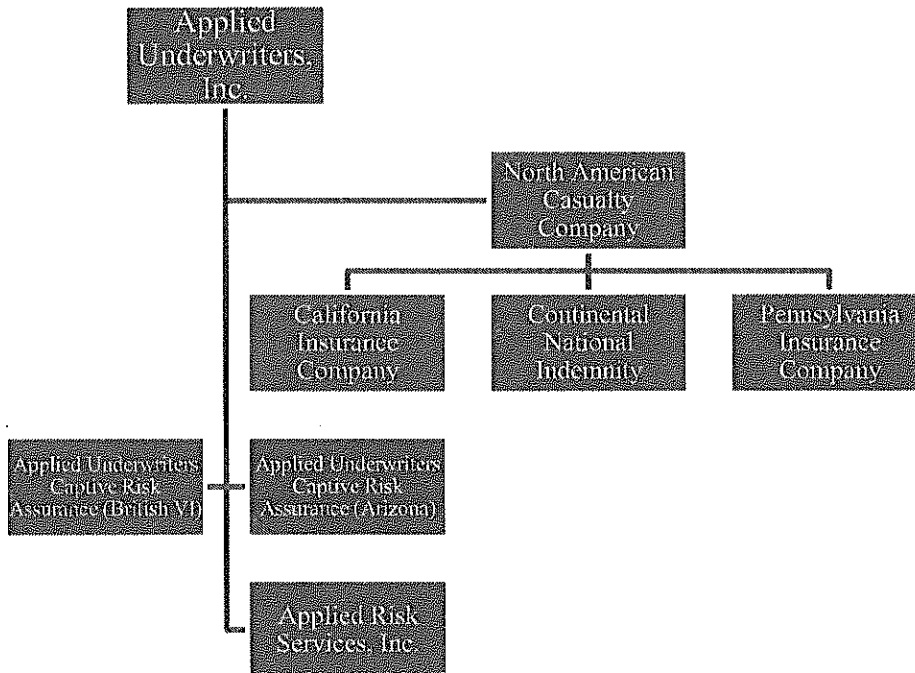 Applied
Underwriters,
Inc.
North American
Casualty
Company
California
Insurance
Company
Continental
National
Indemnity
Pennsylvania
Insurance
Company
Applied Underwriters
Captive Risk
Assurance (British VI)
Applied Underwriters
Captive Risk
Assurance (Arizona)
Applied Risk
Services, Inc.